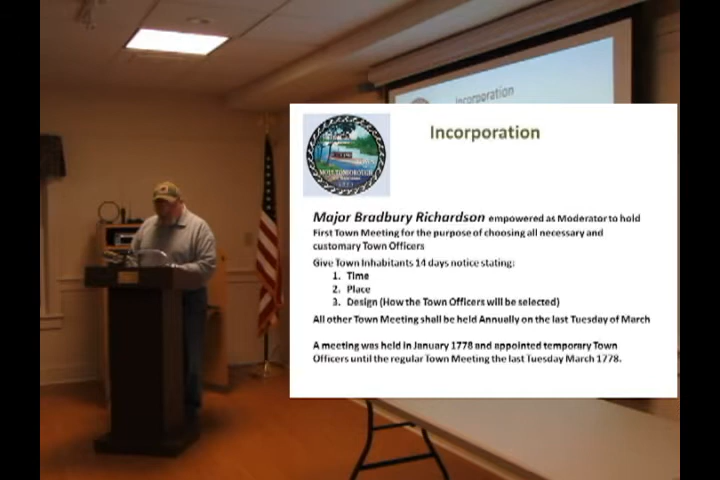 Incorporation
Incorporation
MOULTONBOROUGH
1777
Major Bradbury Richardson empowered as Moderator to hold
First Town Meeting for the purpose of choosing all necessary and
customary Town Officers
Give Town Inhabitants 14 days notice stating:
1. Time
2. Place
3. Design (How the Town Officers will be selected)
All other Town Meeting shall be held Annually on the last Tuesday of March
A meeting was held in January 1778 and appointed temporary Town
Officers until the regular Town Meeting the last Tuesday March 1778.